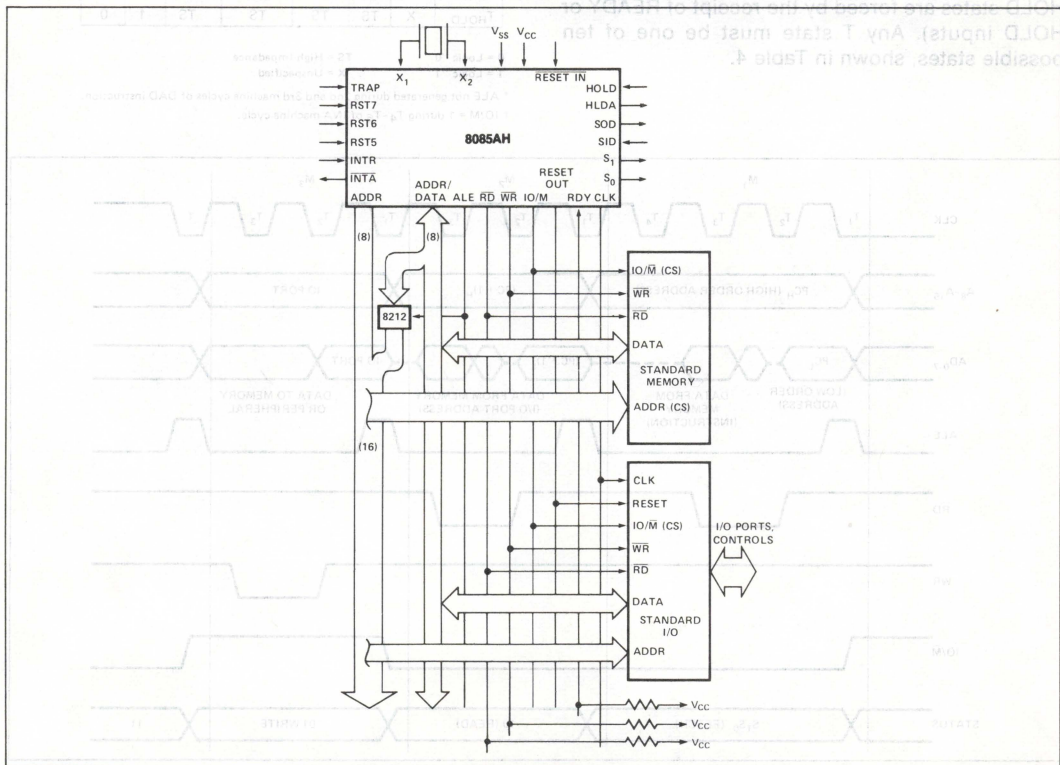 HOLD states are forced by the receipt of READY or
HOLD inputs). Any T state must be one of ten
possible states, shown in Table 4.
X1
X2
VSS
VCC
RESET IN
TRAP
RST7
RST6
RST5
INTR
INTA
8085AH
HOLD
HLDA
SOD
SID
S1
S0
ADDR
ADDR/
DATA
ALE
RD
WR
IO/M
RESET
OUT
RDY
CLK
(8)
(8)
8212
(16)
IO/M (CS)
WR
RD
DATA
STANDARD
MEMORY
ADDR (CS)
CLK
RESET
IO/M (CS)
WR
RD
DATA
STANDARD
I/O
ADDR
I/O PORTS,
CONTROLS
VCC
VCC
VCC